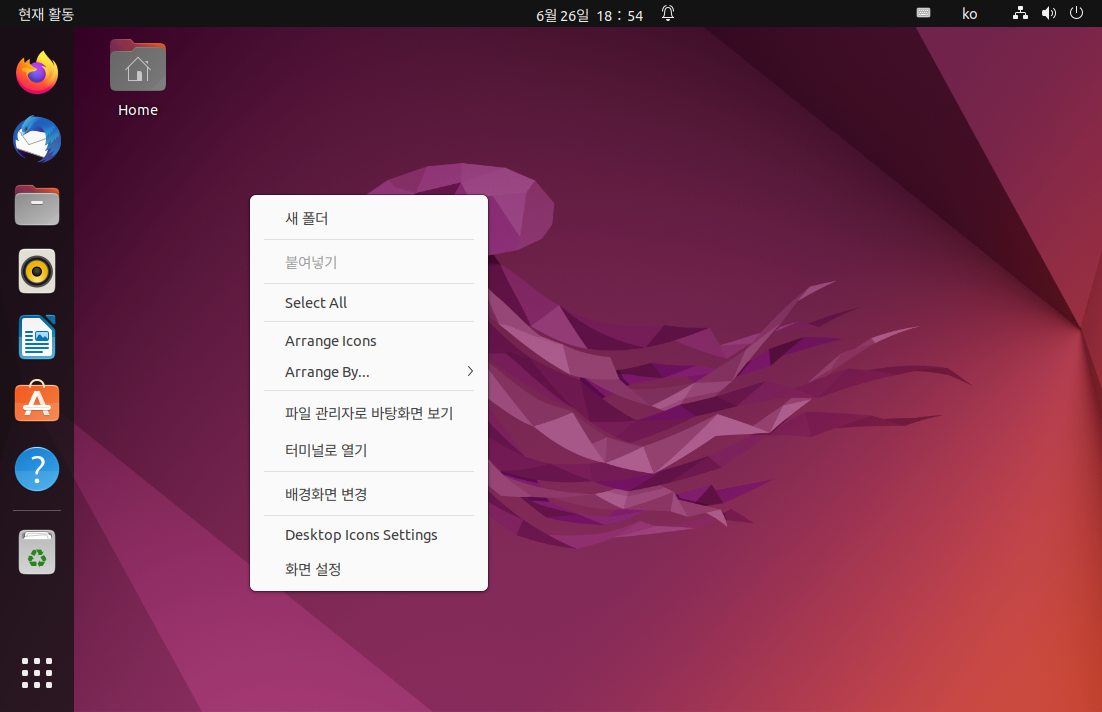 현재 활동
6월 26일 18 : 54
ko
Home
새 폴더
붙여넣기
Select All
Arrange Icons
Arrange By...
파일 관리자로 바탕화면 보기
터미널로 열기
배경화면 변경
Desktop Icons Settings
화면 설정